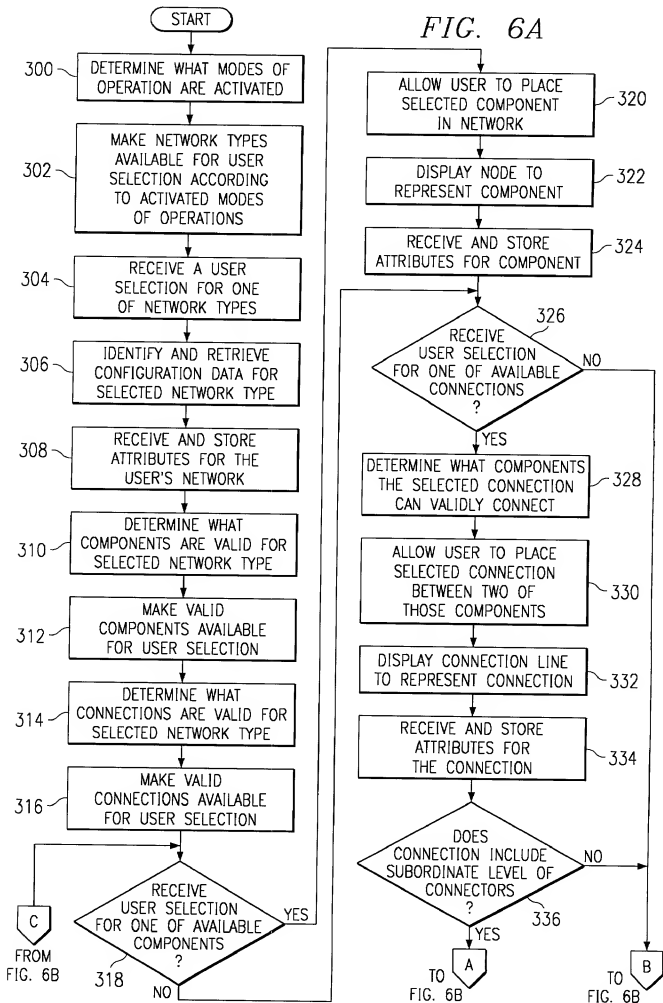 FIG. 6A
START
300
DETERMINE WHAT MODES OF
OPERATION ARE ACTIVATED
302
MAKE NETWORK TYPES
AVAILABLE FOR USER
SELECTION ACCORDING
TO ACTIVATED MODES
OF OPERATIONS
304
RECEIVE A USER
SELECTION FOR ONE
OF NETWORK TYPES
306
IDENTIFY AND RETRIEVE
CONFIGURATION DATA FOR
SELECTED NETWORK TYPE
308
RECEIVE AND STORE
ATTRIBUTES FOR THE
USER'S NETWORK
310
DETERMINE WHAT
COMPONENTS ARE VALID FOR
SELECTED NETWORK TYPE
312
MAKE VALID
COMPONENTS AVAILABLE
FOR USER SELECTION
314
DETERMINE WHAT
CONNECTIONS ARE VALID FOR
SELECTED NETWORK TYPE
316
MAKE VALID
CONNECTIONS AVAILABLE
FOR USER SELECTION
C
FROM
FIG. 6B
RECEIVE
USER SELECTION
FOR ONE OF AVAILABLE
COMPONENTS
?
318
YES
NO
ALLOW USER TO PLACE
SELECTED COMPONENT
IN NETWORK
320
DISPLAY NODE TO
REPRESENT COMPONENT
322
RECEIVE AND STORE
ATTRIBUTES FOR COMPONENT
324
326
RECEIVE
USER SELECTION
FOR ONE OF AVAILABLE
CONNECTIONS
?
NO
YES
DETERMINE WHAT COMPONENTS
THE SELECTED CONNECTION
CAN VALIDLY CONNECT
328
ALLOW USER TO PLACE
SELECTED CONNECTION
BETWEEN TWO OF
THOSE COMPONENTS
330
DISPLAY CONNECTION LINE
TO REPRESENT CONNECTION
332
RECEIVE AND STORE
ATTRIBUTES FOR
THE CONNECTION
334
DOES
CONNECTION INCLUDE
SUBORDINATE LEVEL OF
CONNECTORS
?
336
NO
YES
A
TO
FIG. 6B
B
TO
FIG. 6B